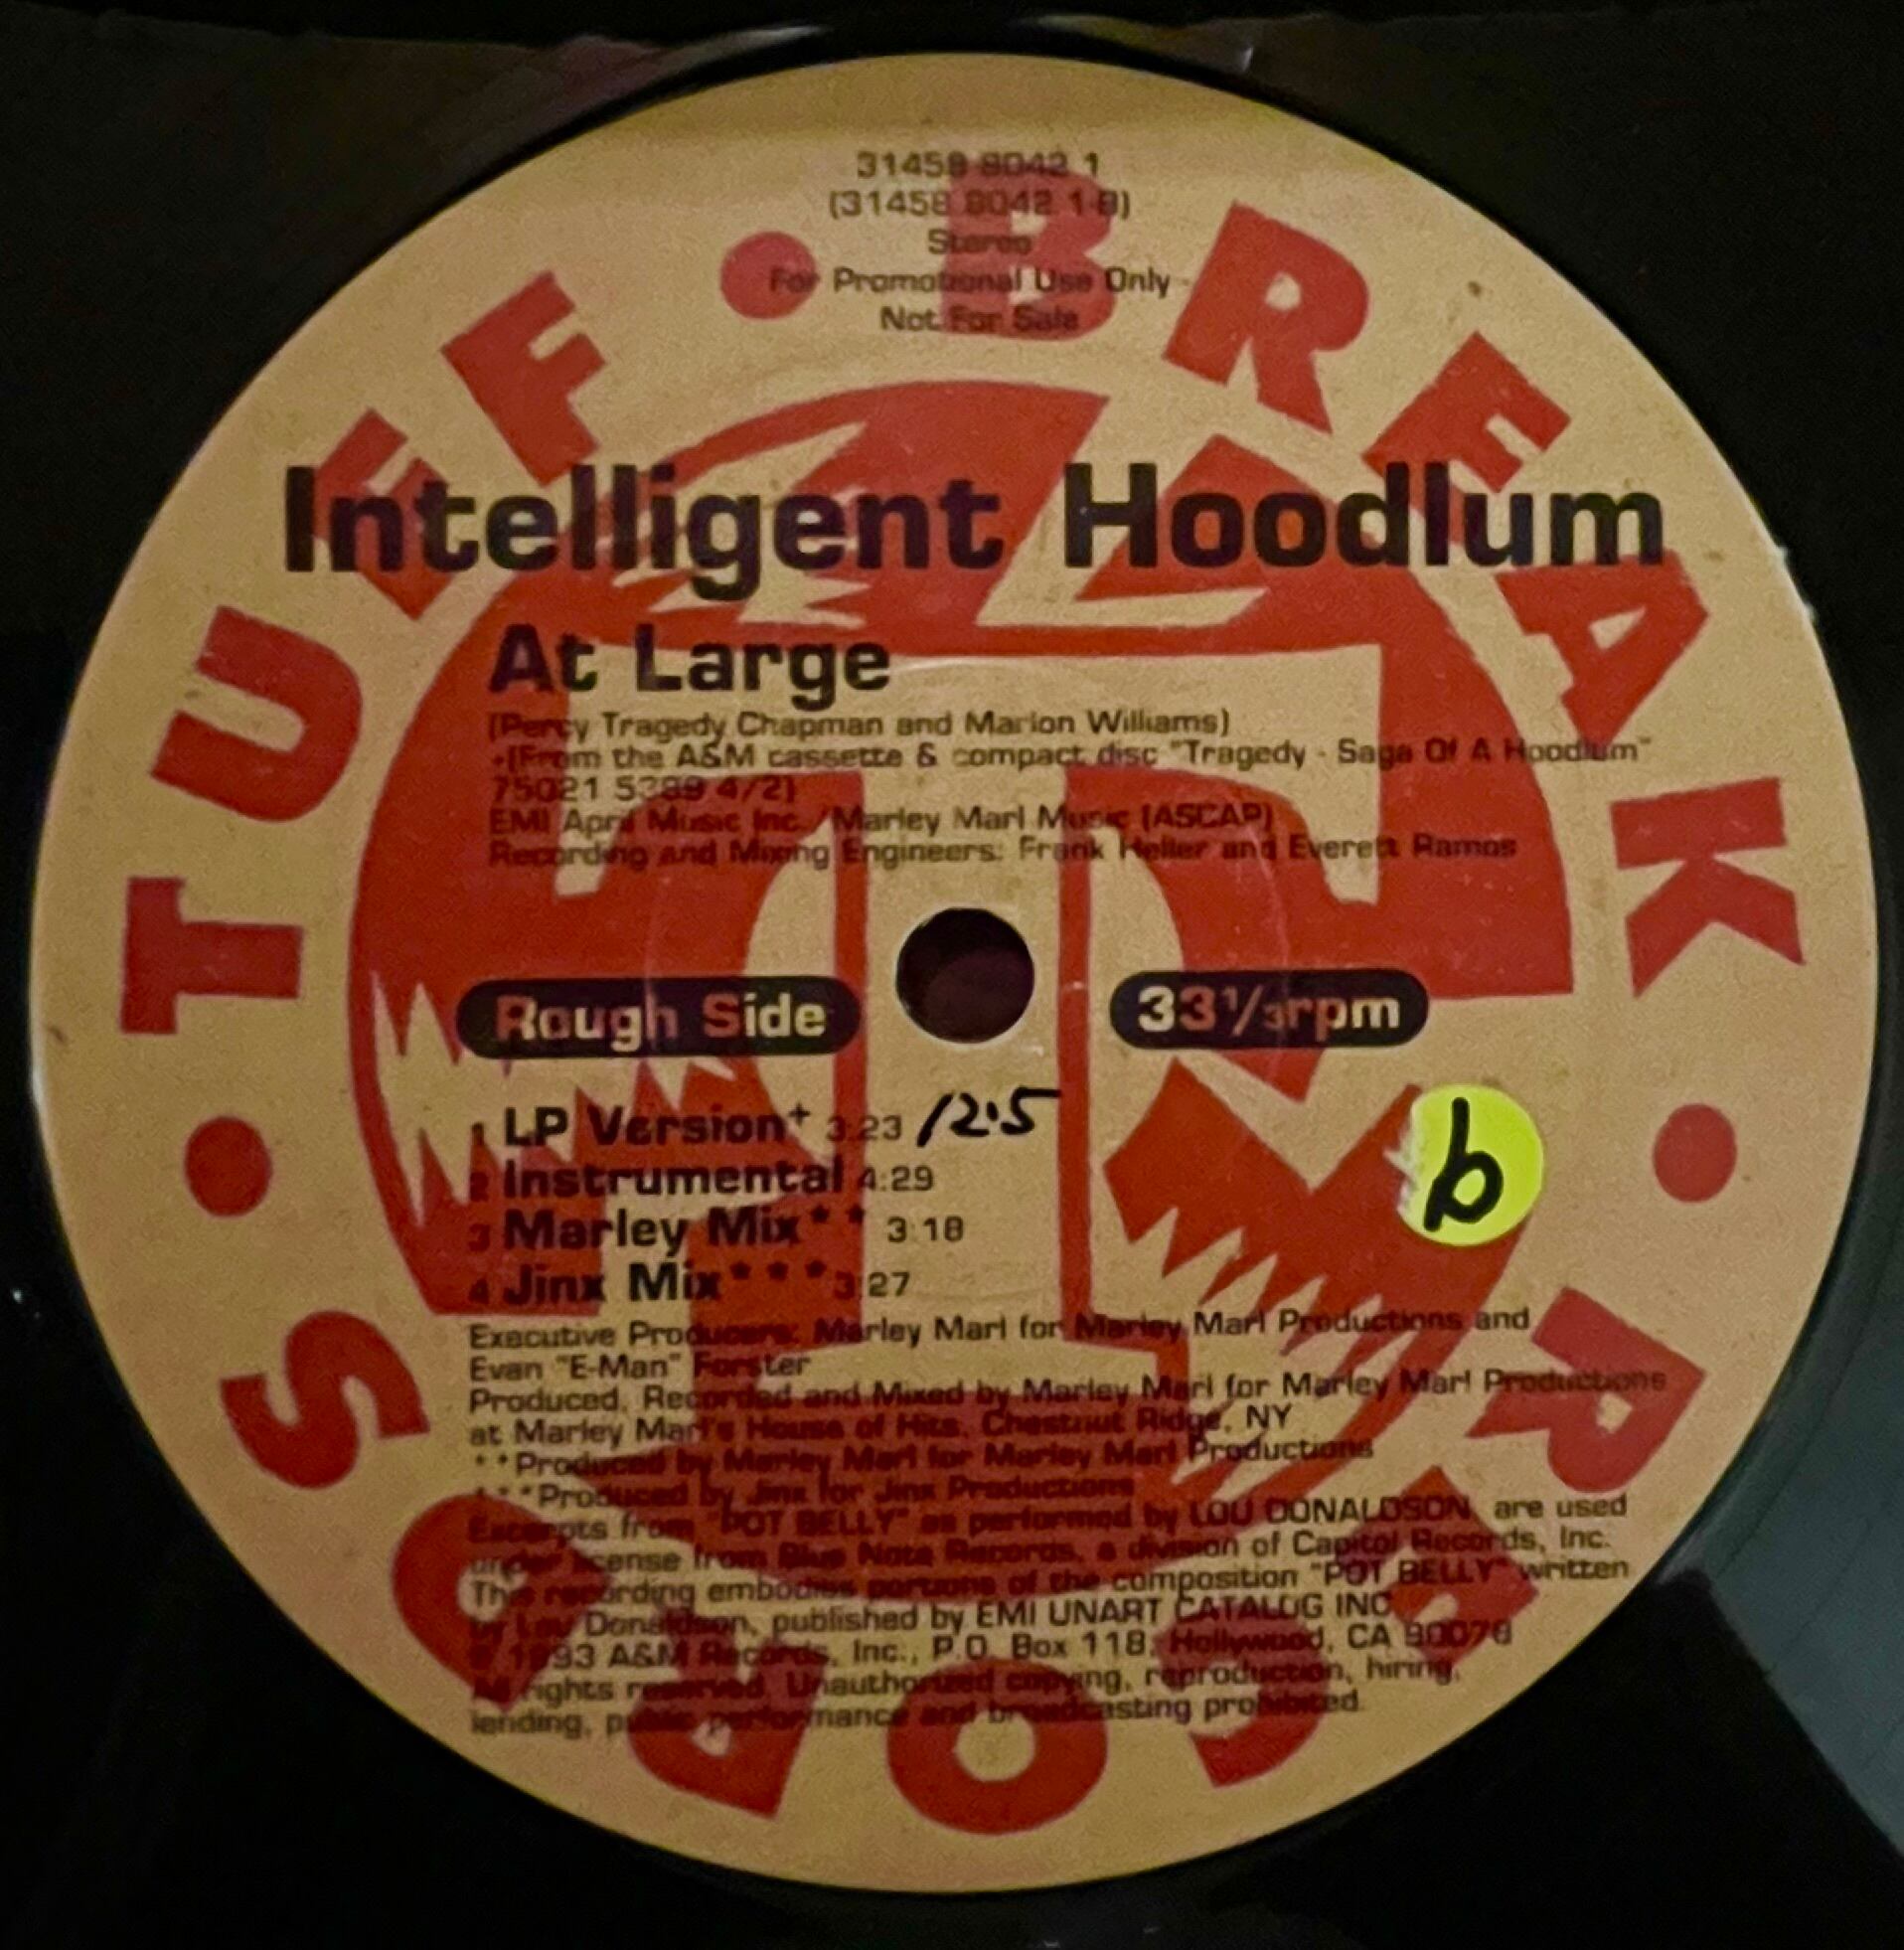 TUFF • BREAK • RECORDS •
31458 8042 1
(31458 8042 1-B)
Stereo
For Promotional Use Only -
Not For Sale
Intelligent Hoodlum
At Large
(Percy Tragedy Chapman and Marlon Williams)
+(From the A&M cassette & compact disc "Tragedy - Saga Of A Hoodlum"
75021 5389 4/2)
EMI April Music Inc./Marley Marl Music (ASCAP)
Recording and Mixing Engineers: Frank Heller and Everett Ramos
Rough Side
33⅓rpm
1 LP Version+ 3:23 12.5
2 Instrumental 4:29
3 Marley Mix** 3:18
4 Jinx Mix*** 3:27
b
Executive Producers: Marley Marl for Marley Marl Productions and
Evan "E-Man" Forster
Produced, Recorded and Mixed by Marley Marl for Marley Marl Productions
at Marley Marl's House of Hits, Chestnut Ridge, NY
**Produced by Marley Marl for Marley Marl Productions
***Produced by Jinx for Jinx Productions
Excerpts from "POT BELLY" as performed by LOU DONALDSON, are used
under license from Blue Note Records, a division of Capitol Records, Inc.
This recording embodies portions of the composition "POT BELLY" written
by Lou Donaldson, published by EMI UNART CATALOG INC
℗ 1993 A&M Records, Inc., P.O. Box 118, Hollywood, CA 90078
All rights reserved. Unauthorized copying, reproduction, hiring,
lending, public performance and broadcasting prohibited.